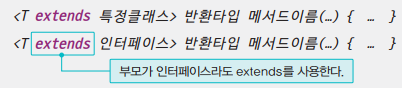 <T extends 특정클래스> 반환타입 메서드이름(…) { … }
<T extends 인터페이스> 반환타입 메서드이름(…) { … }
부모가 인터페이스라도 extends를 사용한다.